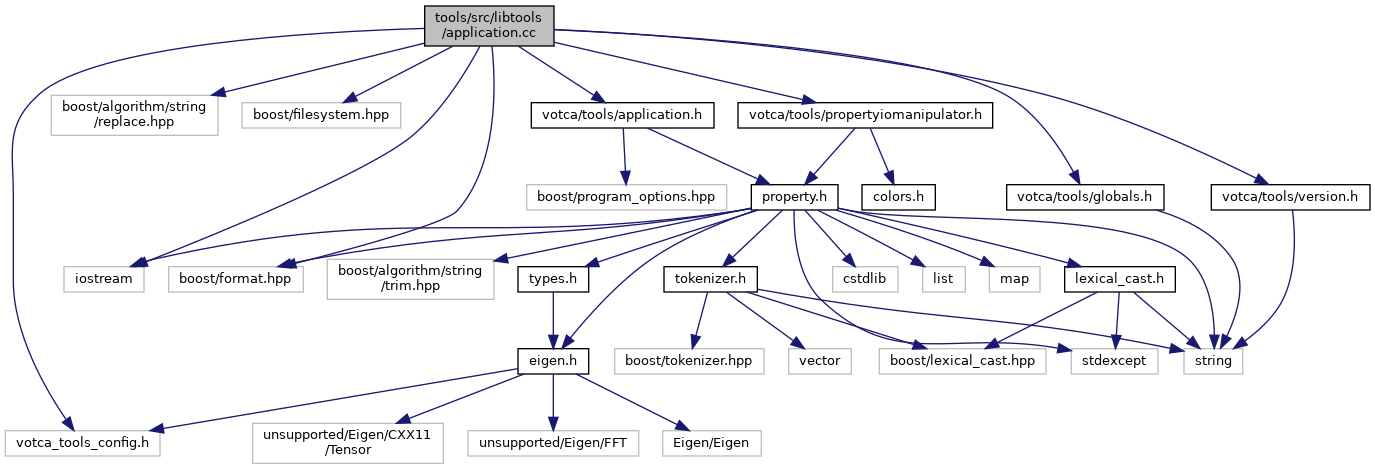 tools/src/libtools
/application.cc
boost/algorithm/string
/replace.hpp
boost/filesystem.hpp
votca/tools/application.h
votca/tools/propertyiomanipulator.h
boost/program_options.hpp
property.h
colors.h
votca/tools/globals.h
votca/tools/version.h
iostream
boost/format.hpp
boost/algorithm/string
/trim.hpp
types.h
tokenizer.h
cstdlib
list
map
lexical_cast.h
eigen.h
boost/tokenizer.hpp
vector
boost/lexical_cast.hpp
stdexcept
string
votca_tools_config.h
unsupported/Eigen/CXX11
/Tensor
unsupported/Eigen/FFT
Eigen/Eigen